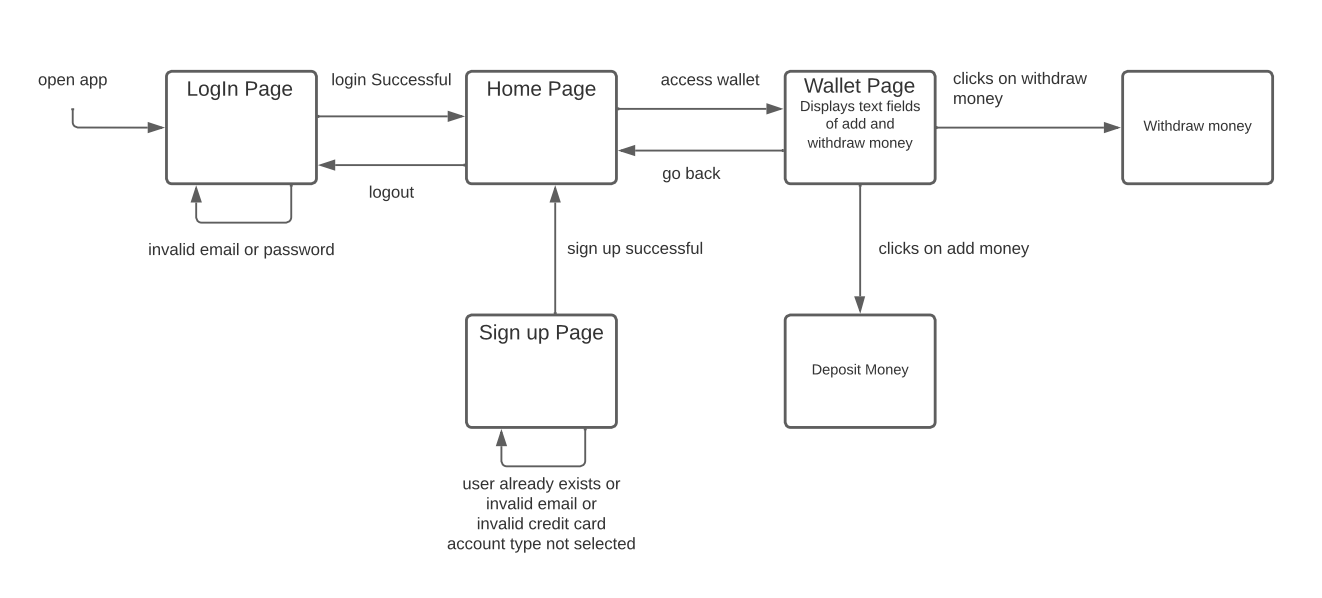 open app
LogIn Page
login Successful
Home Page
access wallet
Wallet Page
Displays text fields
of add and
withdraw money
clicks on withdraw
money
Withdraw money
logout
go back
invalid email or password
sign up successful
clicks on add money
Sign up Page
Deposit Money
user already exists or
invalid email or
invalid credit card
account type not selected